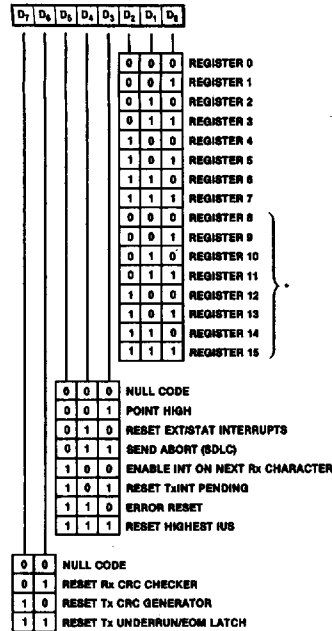 D7 D6 D5 D4 D3 D2 D1 D0
0 0 0 REGISTER 0
0 0 1 REGISTER 1
0 1 0 REGISTER 2
0 1 1 REGISTER 3
1 0 0 REGISTER 4
1 0 1 REGISTER 5
1 1 0 REGISTER 6
1 1 1 REGISTER 7
0 0 0 REGISTER 8
0 0 1 REGISTER 9
0 1 0 REGISTER 10
0 1 1 REGISTER 11
1 0 0 REGISTER 12
1 0 1 REGISTER 13
1 1 0 REGISTER 14
1 1 1 REGISTER 15
*
0 0 0 NULL CODE
0 0 1 POINT HIGH
0 1 0 RESET EXT/STAT INTERRUPTS
0 1 1 SEND ABORT (SDLC)
1 0 0 ENABLE INT ON NEXT Rx CHARACTER
1 0 1 RESET TxINT PENDING
1 1 0 ERROR RESET
1 1 1 RESET HIGHEST IUS
0 0 NULL CODE
0 1 RESET Rx CRC CHECKER
1 0 RESET Tx CRC GENERATOR
1 1 RESET Tx UNDERRUN/EOM LATCH